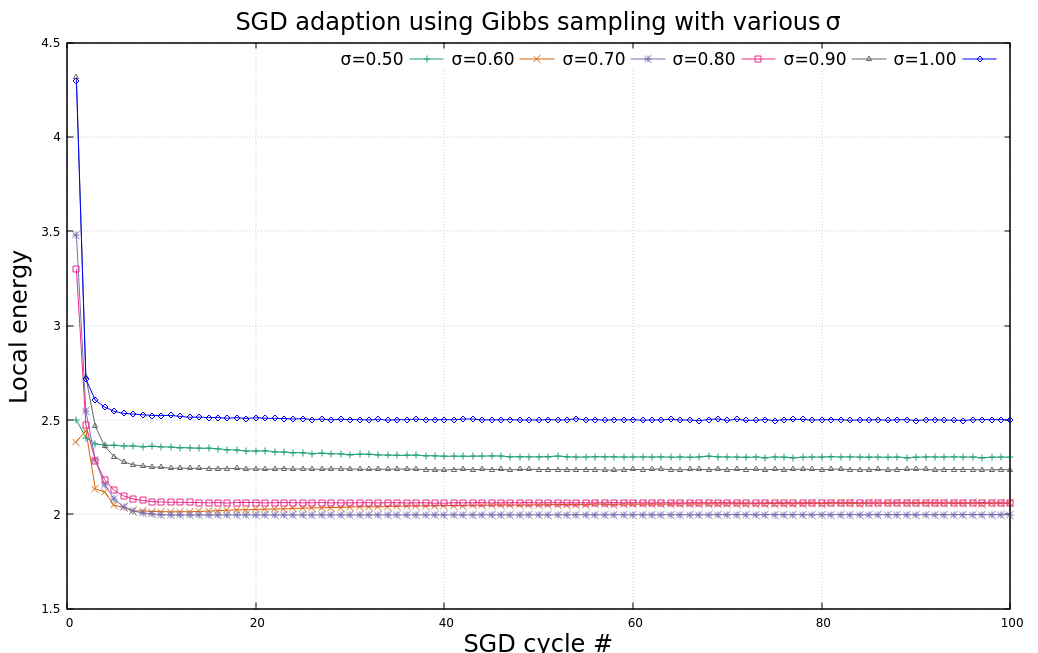 SGD adaption using Gibbs sampling with various σ
σ=0.50 σ=0.60 σ=0.70 σ=0.80 σ=0.90 σ=1.00
4.5
4
3.5
3
2.5
2
1.5
Local energy
0 20 40 60 80 100
SGD cycle #